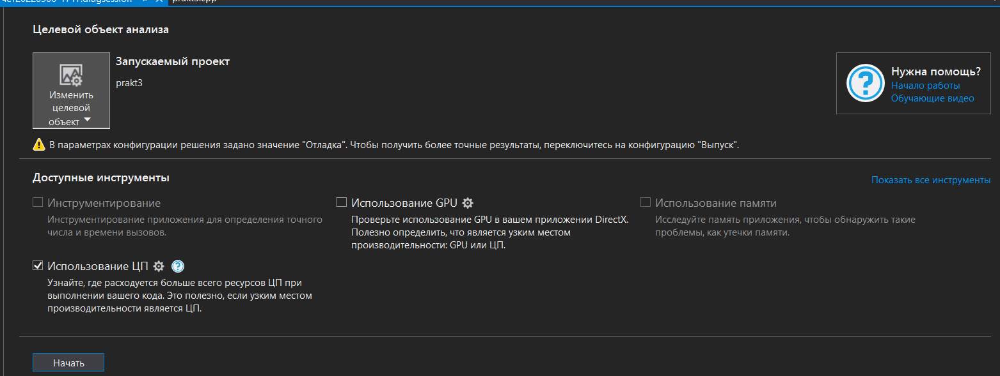 Целевой объект анализа
Запускаемый проект
prakt3
Изменить
целевой
объект
Нужна помощь?
Начало работы
Обучающие видео
В параметрах конфигурации решения задано значение "Отладка". Чтобы получить более точные результаты, переключитесь на конфигурацию "Выпуск".
Доступные инструменты
Показать все инструменты
Инструментирование
Инструментирование приложения для определения точного
числа и времени вызовов.
Использование GPU
Проверьте использование GPU в вашем приложении DirectX.
Полезно определить, что является узким местом
производительности: GPU или ЦП.
Использование памяти
Исследуйте память приложения, чтобы обнаружить такие
проблемы, как утечки памяти.
Использование ЦП
Узнайте, где расходуется больше всего ресурсов ЦП при
выполнении вашего кода. Это полезно, если узким местом
производительности является ЦП.
Начать